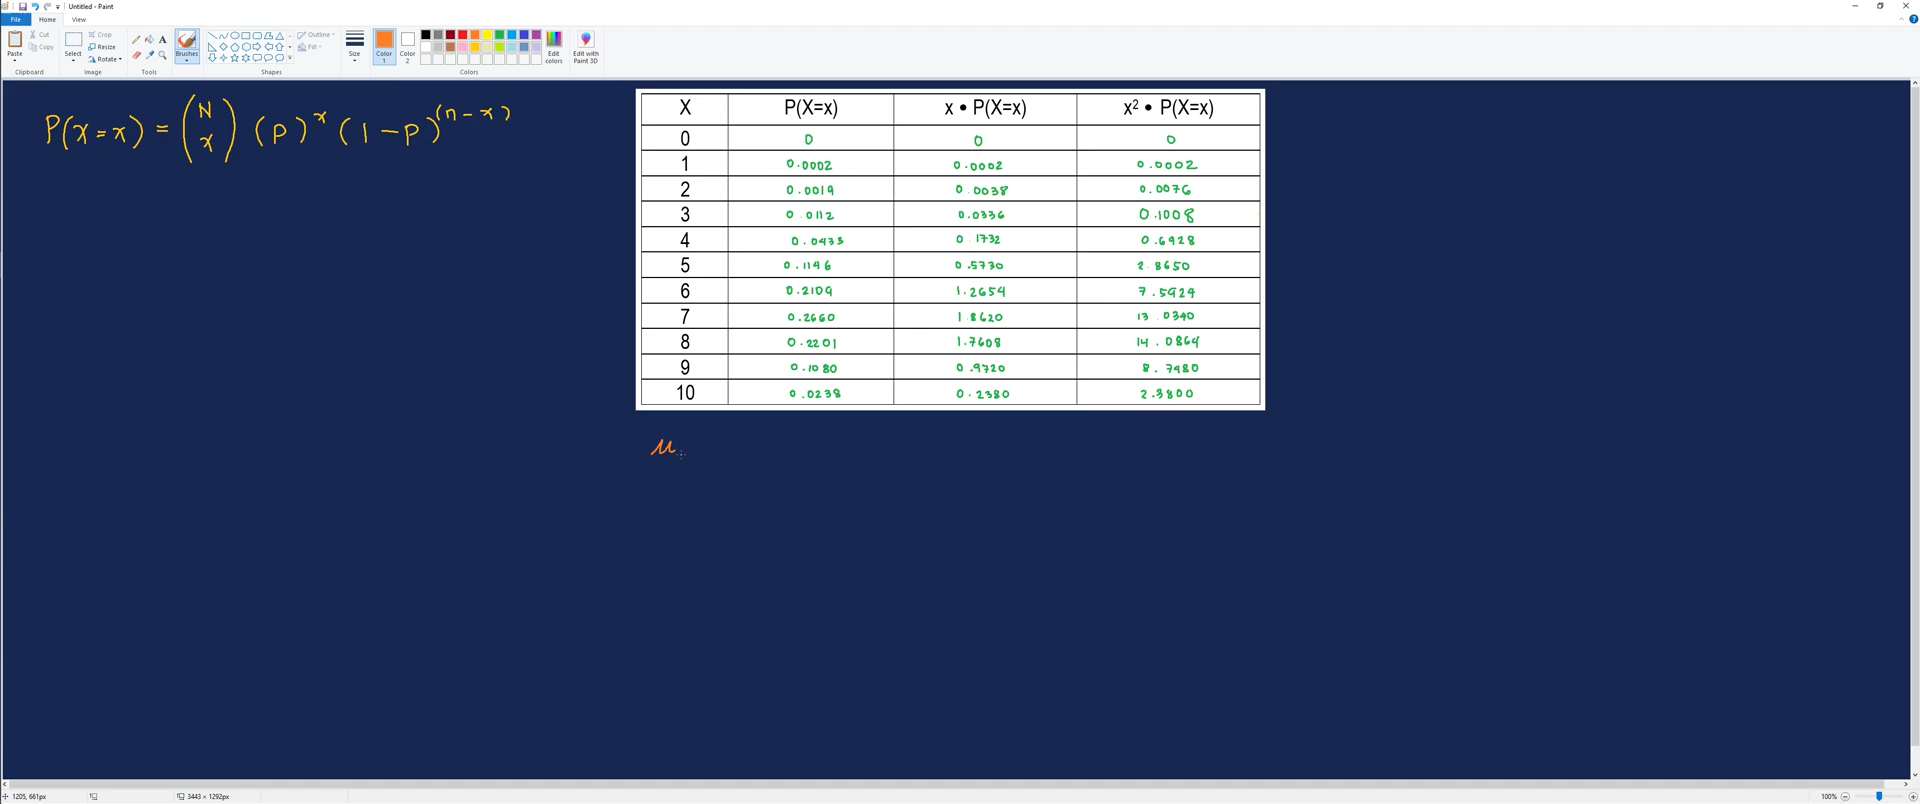 Untitled - Paint
File Home View
Paste Cut Copy Clipboard
Select Crop Resize Rotate Image
Tools
Brushes
Outline Fill Shapes
Size
Color 1 Color 2 Edit colors Colors
Edit with Paint 3D
P(X=x) = (N x) (P)^x (1-P)^(n-x)
X P(X=x) x • P(X=x) x² • P(X=x)
0 0 0 0
1 0.0002 0.0002 0.0002
2 0.0019 0.0038 0.0076
3 0.0112 0.0336 0.1008
4 0.0433 0.1732 0.6928
5 0.1146 0.5730 2.8650
6 0.2109 1.2654 7.5924
7 0.2660 1.8620 13.0340
8 0.2201 1.7608 14.0864
9 0.1080 0.9720 8.7480
10 0.0238 0.2380 2.3800
μ
1205, 661px 3443 × 1292px 100%